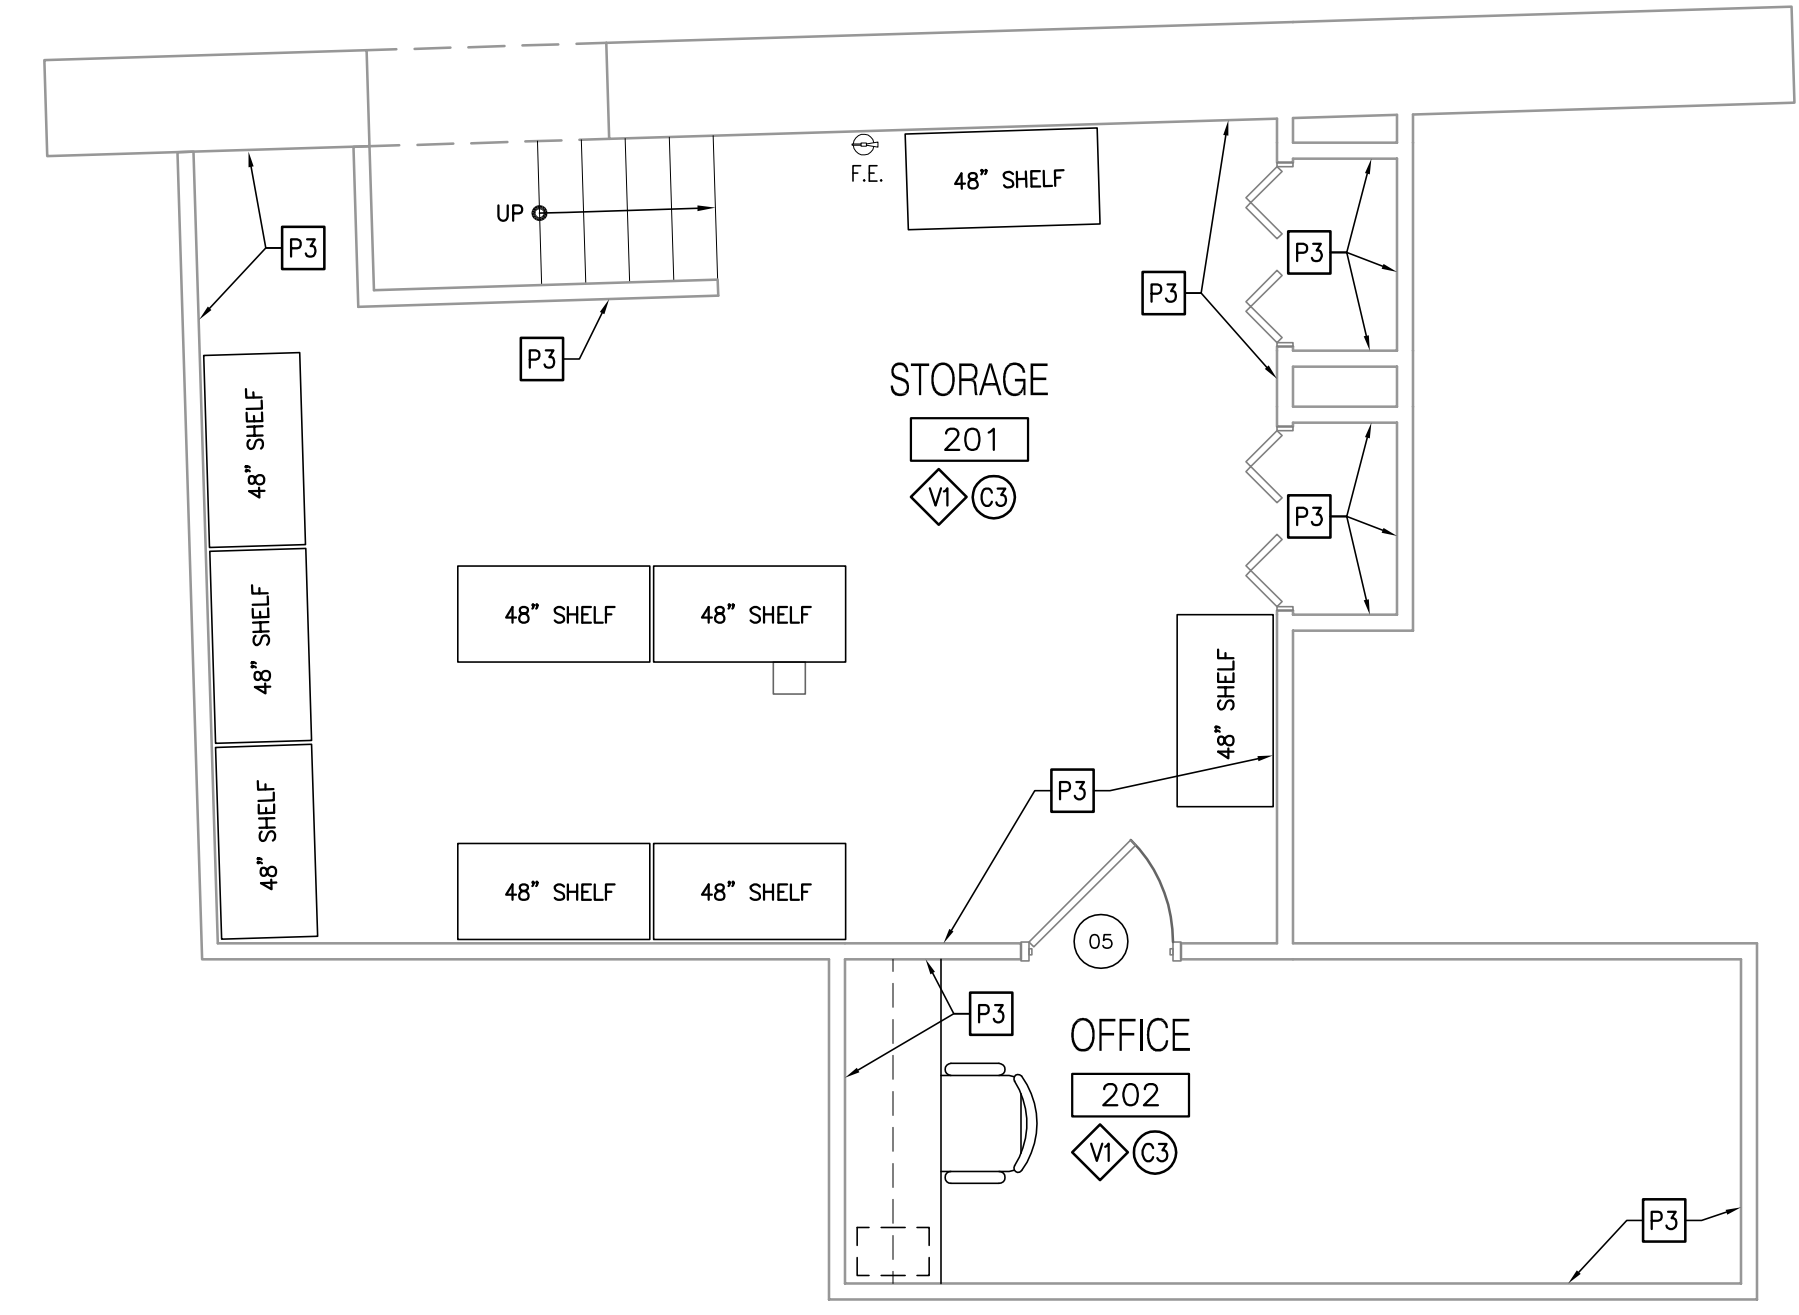 48” SHELF
F.E.
UP
P3
P3
P3
P3
STORAGE
201
V1 C3
48” SHELF
48” SHELF
48” SHELF
P3
48” SHELF
48” SHELF
48” SHELF
P3
48” SHELF
48” SHELF
48” SHELF
05
P3
OFFICE
202
V1 C3
P3